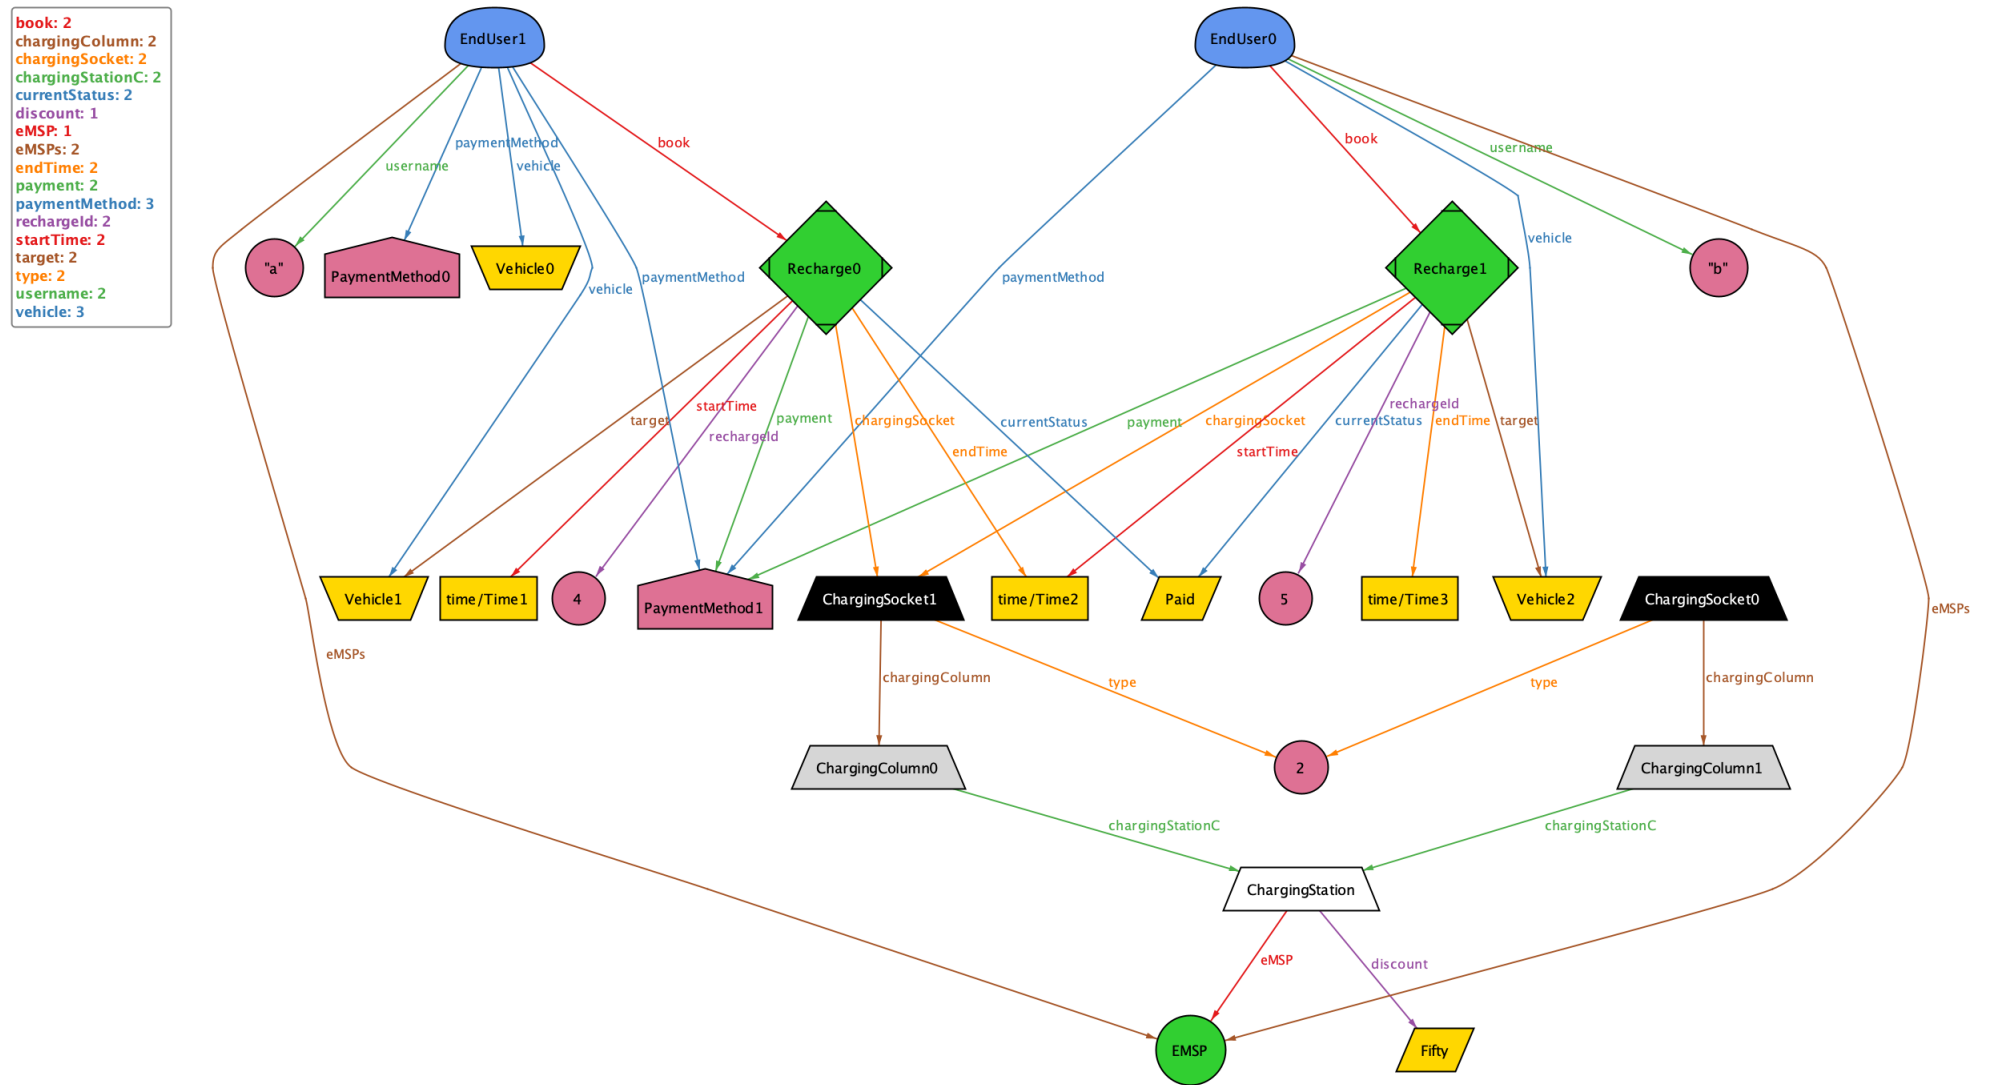 book: 2
chargingColumn: 2
chargingSocket: 2
chargingStationC: 2
currentStatus: 2
discount: 1
eMSP: 1
eMSPs: 2
endTime: 2
payment: 2
paymentMethod: 3
rechargeId: 2
startTime: 2
target: 2
type: 2
username: 2
vehicle: 3
EndUser1
EndUser0
book
book
paymentMethod
username
username
vehicle
vehicle
"a"
PaymentMethod0
Vehicle0
Recharge0
Recharge1
"b"
vehicle
paymentMethod
paymentMethod
target
startTime
rechargeId
payment
chargingSocket
endTime
currentStatus
payment
chargingSocket
startTime
currentStatus
rechargeId
endTime
target
Vehicle1
time/Time1
4
PaymentMethod1
ChargingSocket1
time/Time2
Paid
5
time/Time3
Vehicle2
ChargingSocket0
eMSPs
eMSPs
chargingColumn
type
type
chargingColumn
ChargingColumn0
2
ChargingColumn1
chargingStationC
chargingStationC
ChargingStation
eMSP
discount
EMSP
Fifty